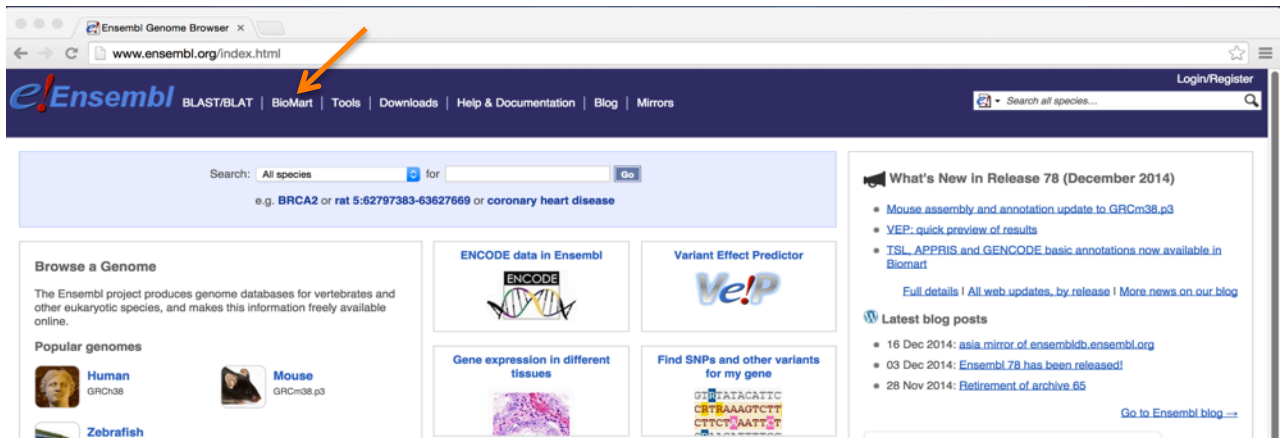 Ensembl Genome Browser ×
www.ensembl.org/index.html
Login/Register
e!Ensembl BLAST/BLAT | BioMart | Tools | Downloads | Help & Documentation | Blog | Mirrors
Search all species...
Search: All species for Go
e.g. BRCA2 or rat 5:62797383-63627669 or coronary heart disease
Browse a Genome
The Ensembl project produces genome databases for vertebrates and
other eukaryotic species, and makes this information freely available
online.
Popular genomes
Human
GRCh38
Mouse
GRCm38.p3
Zebrafish
ENCODE data in Ensembl
ENCODE
Variant Effect Predictor
Ve!P
Gene expression in different
tissues
Find SNPs and other variants
for my gene
GTRTATACATTC
CRTRAAAGTCTT
What's New in Release 78 (December 2014)
Mouse assembly and annotation update to GRCm38.p3
VEP: quick preview of results
TSL, APPRIS and GENCODE basic annotations now available in
Biomart
Full details | All web updates, by release | More news on our blog
Latest blog posts
16 Dec 2014: asia mirror of ensembldb.ensembl.org
03 Dec 2014: Ensembl 78 has been released!
28 Nov 2014: Retirement of archive 65
Go to Ensembl blog →